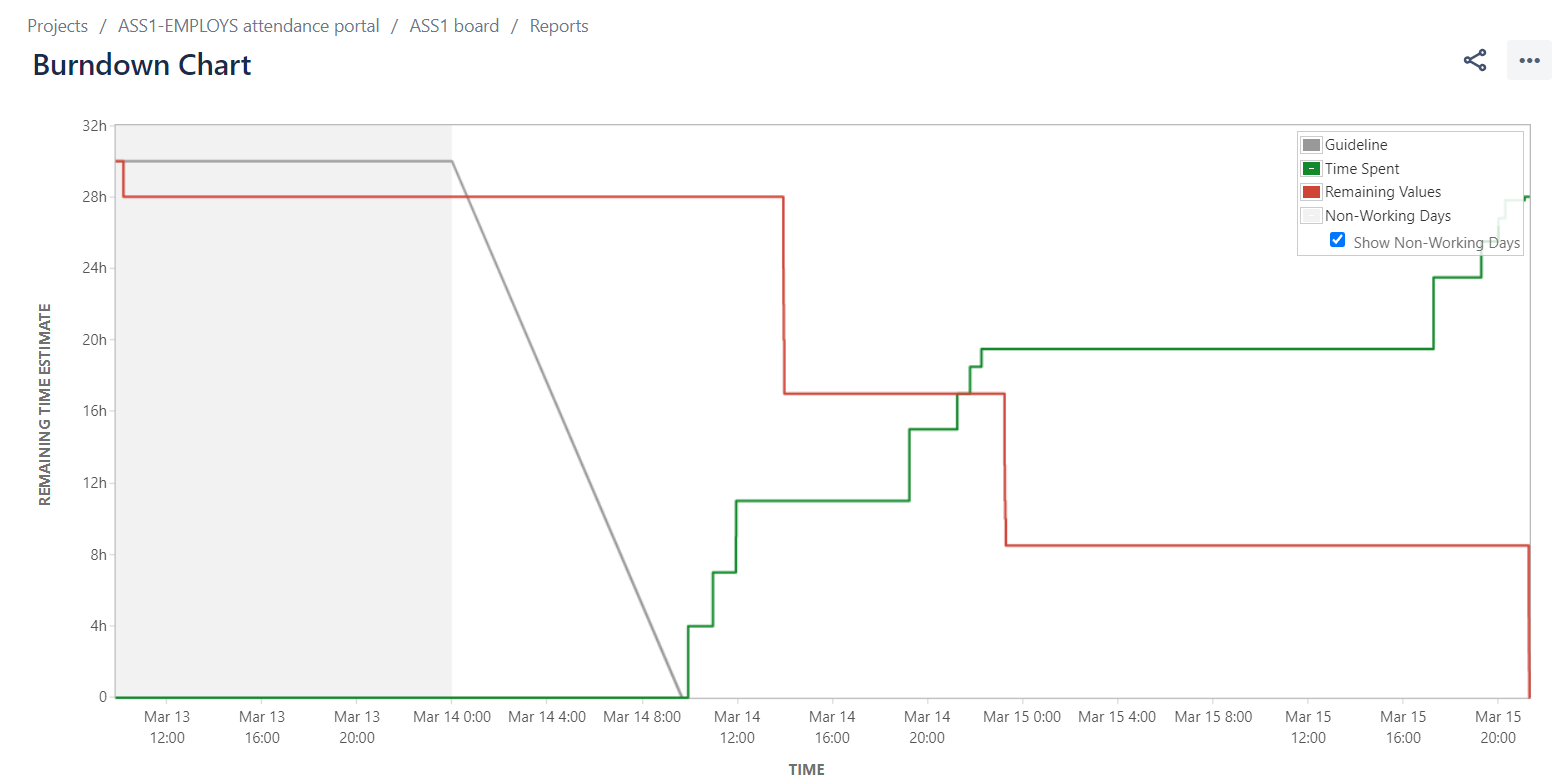 Projects / ASS1-EMPLOYS attendance portal / ASS1 board / Reports
Burndown Chart
32h
28h
24h
20h
16h
12h
8h
4h
0
REMAINING TIME ESTIMATE
Guideline
Time Spent
Remaining Values
Non-Working Days
Show Non-Working Days
Mar 13 12:00
Mar 13 16:00
Mar 13 20:00
Mar 14 0:00
Mar 14 4:00
Mar 14 8:00
Mar 14 12:00
Mar 14 16:00
Mar 14 20:00
Mar 15 0:00
Mar 15 4:00
Mar 15 8:00
Mar 15 12:00
Mar 15 16:00
Mar 15 20:00
TIME